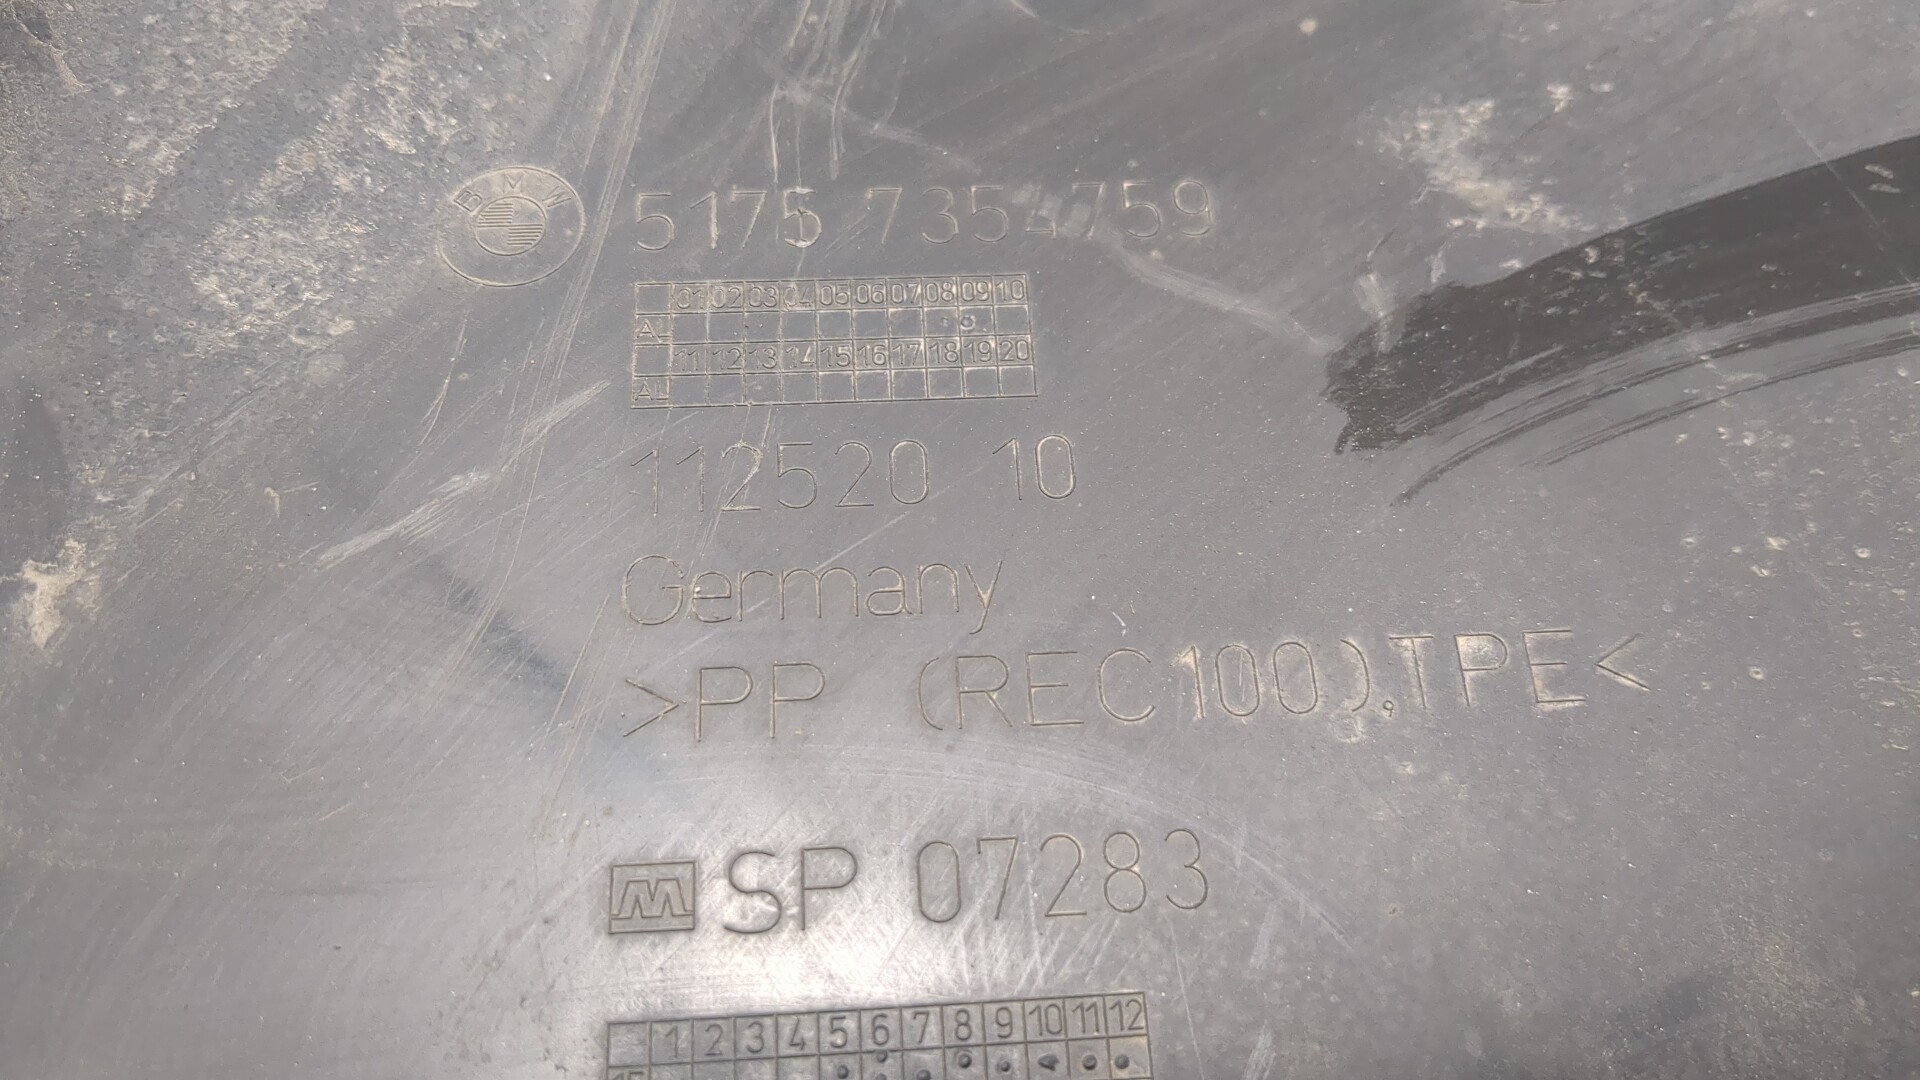 BMW 5175 7354759
01 02 03 04 05 06 07 08 09 10
AL
11 12 13 14 15 16 17 18 19 20
AL
112520 10
Germany
>PP (REC100),TPE<
M SP 07283
1 2 3 4 5 6 7 8 9 10 11 12